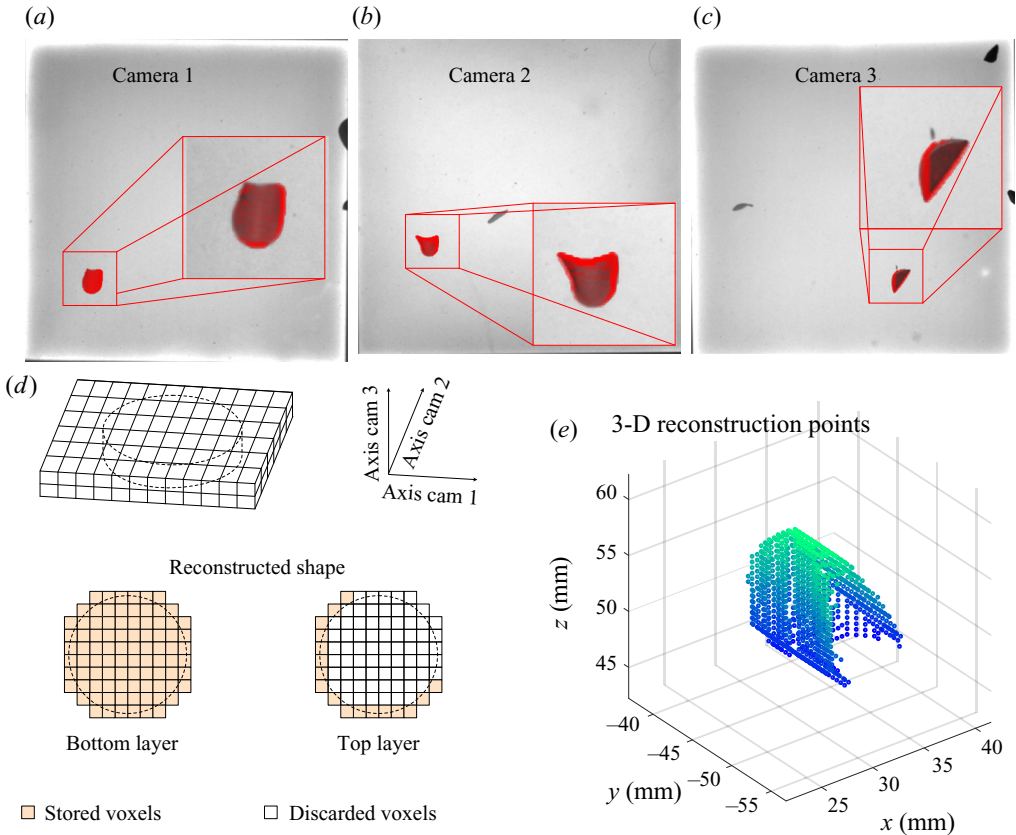 (a)
(b)
(c)
Camera 1
Camera 2
Camera 3
(d)
Axis cam 3
Axis cam 2
Axis cam 1
Reconstructed shape
Bottom layer
Top layer
Stored voxels
Discarded voxels
(e)
3-D reconstruction points
60
55
50
45
z (mm)
–40
–45
–50
–55
y (mm)
25
30
35
40
x (mm)